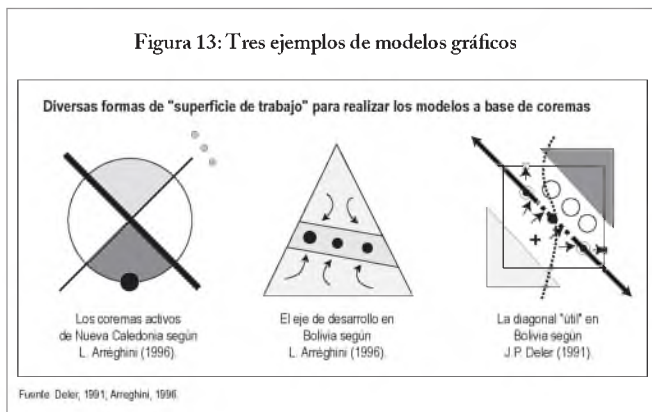 Figura 13: Tres ejemplos de modelos gráficos
Diversas formas de "superficie de trabajo" para realizar los modelos a base de coremas
Los coremas activos
de Nueva Caledonia según
L. Arréghini (1996).
El eje de desarrollo en
Bolivia según
L. Arréghini (1996).
La diagonal "útil" en
Bolivia según
J.P. Deler (1991).
Fuente: Deler, 1991; Arreghini, 1996.